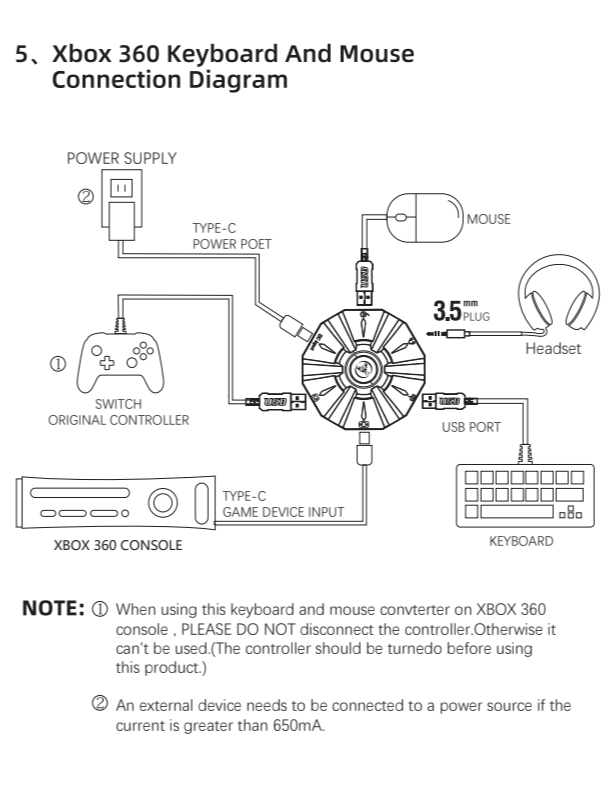 5、Xbox 360 Keyboard And Mouse
Connection Diagram
POWER SUPPLY
②
TYPE-C
POWER POET
MOUSE
USB
3.5mm
PLUG
Headset
①
SWITCH
ORIGINAL CONTROLLER
USB
USB
USB PORT
TYPE-C
GAME DEVICE INPUT
XBOX 360 CONSOLE
KEYBOARD
NOTE: ① When using this keyboard and mouse convterter on XBOX 360
console , PLEASE DO NOT disconnect the controller.Otherwise it
can't be used.(The controller should be turnedo before using
this product.)
② An external device needs to be connected to a power source if the
current is greater than 650mA.